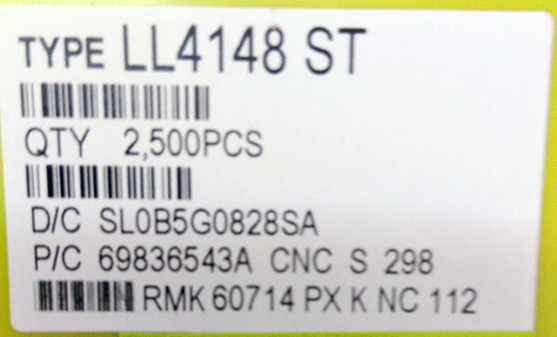 TYPE LL4148 ST
QTY 2,500PCS
D/C SL0B5G0828SA
P/C 69836543A CNC S 298
RMK 60714 PX K NC 112